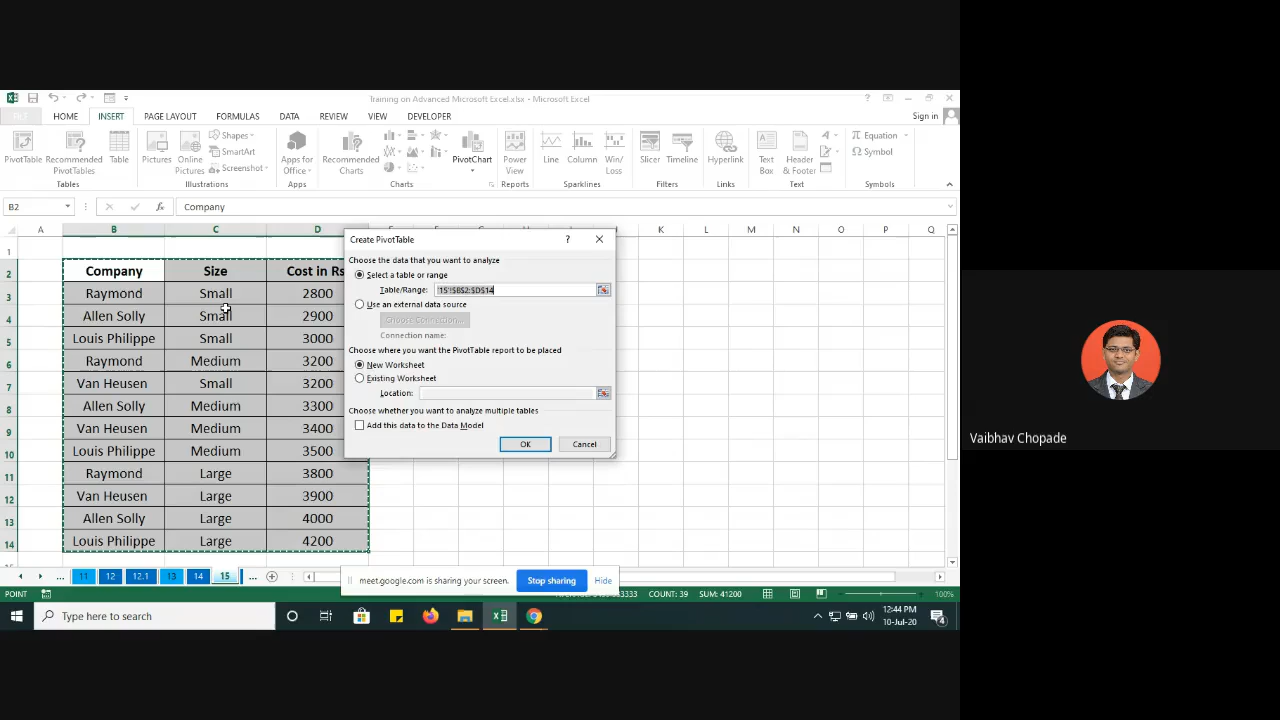 Training on Advanced Microsoft Excel.xlsx - Microsoft Excel
FILE HOME INSERT PAGE LAYOUT FORMULAS DATA REVIEW VIEW DEVELOPER Sign in
PivotTable Recommended PivotTables Table
Tables
Pictures Online Pictures Shapes SmartArt Screenshot
Illustrations
Apps for Office
Apps
Recommended Charts PivotChart
Charts
Power View
Reports
Line Column Win/Loss
Sparklines
Slicer Timeline
Filters
Hyperlink
Links
Text Box Header & Footer
Text
Equation Symbol
Symbols
B2 fx Company
A B C D K L M N O P Q
1
2 Company Size Cost in Rs
3 Raymond Small 2800
4 Allen Solly Small 2900
5 Louis Philippe Small 3000
6 Raymond Medium 3200
7 Van Heusen Small 3200
8 Allen Solly Medium 3300
9 Van Heusen Medium 3400
10 Louis Philippe Medium 3500
11 Raymond Large 3800
12 Van Heusen Large 3900
13 Allen Solly Large 4000
14 Louis Philippe Large 4200
Create PivotTable ?
Choose the data that you want to analyze
Select a table or range
Table/Range: '15'!$B$2:$D$14
Use an external data source
Choose Connection...
Connection name:
Choose where you want the PivotTable report to be placed
New Worksheet
Existing Worksheet
Location:
Choose whether you want to analyze multiple tables
Add this data to the Data Model
OK Cancel
... 11 12 12.1 13 14 15 ...
meet.google.com is sharing your screen. Stop sharing Hide
POINT COUNT: 39 SUM: 41200 100%
Type here to search
12:44 PM
10-Jul-20
4
Vaibhav Chopade